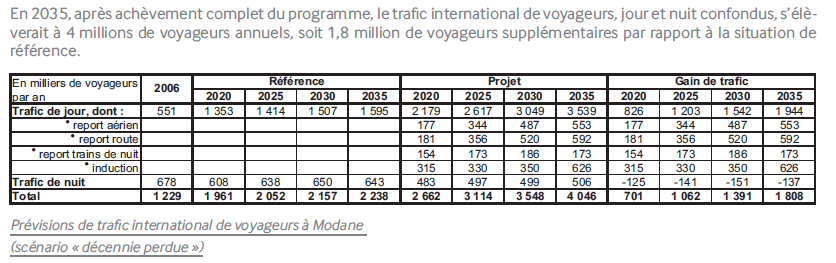 En 2035, après achèvement complet du programme, le trafic international de voyageurs, jour et nuit confondus, s'élè-
verait à 4 millions de voyageurs annuels, soit 1,8 million de voyageurs supplémentaires par rapport à la situation de
référence.
En milliers de voyageurs par an 2006 Référence Projet Gain de trafic
2020 2025 2030 2035 2020 2025 2030 2035 2020 2025 2030 2035
Trafic de jour, dont : 551 1 353 1 414 1 507 1 595 2 179 2 617 3 049 3 539 826 1 203 1 542 1 944
* report aérien 177 344 487 553 177 344 487 553
* report route 181 356 520 592 181 356 520 592
* report trains de nuit 154 173 186 173 154 173 186 173
* induction 315 330 350 626 315 330 350 626
Trafic de nuit 678 608 638 650 643 483 497 499 506 -125 -141 -151 -137
Total 1 229 1 961 2 052 2 157 2 238 2 662 3 114 3 548 4 046 701 1 062 1 391 1 808
Prévisions de trafic international de voyageurs à Modane
(scénario « décennie perdue »)